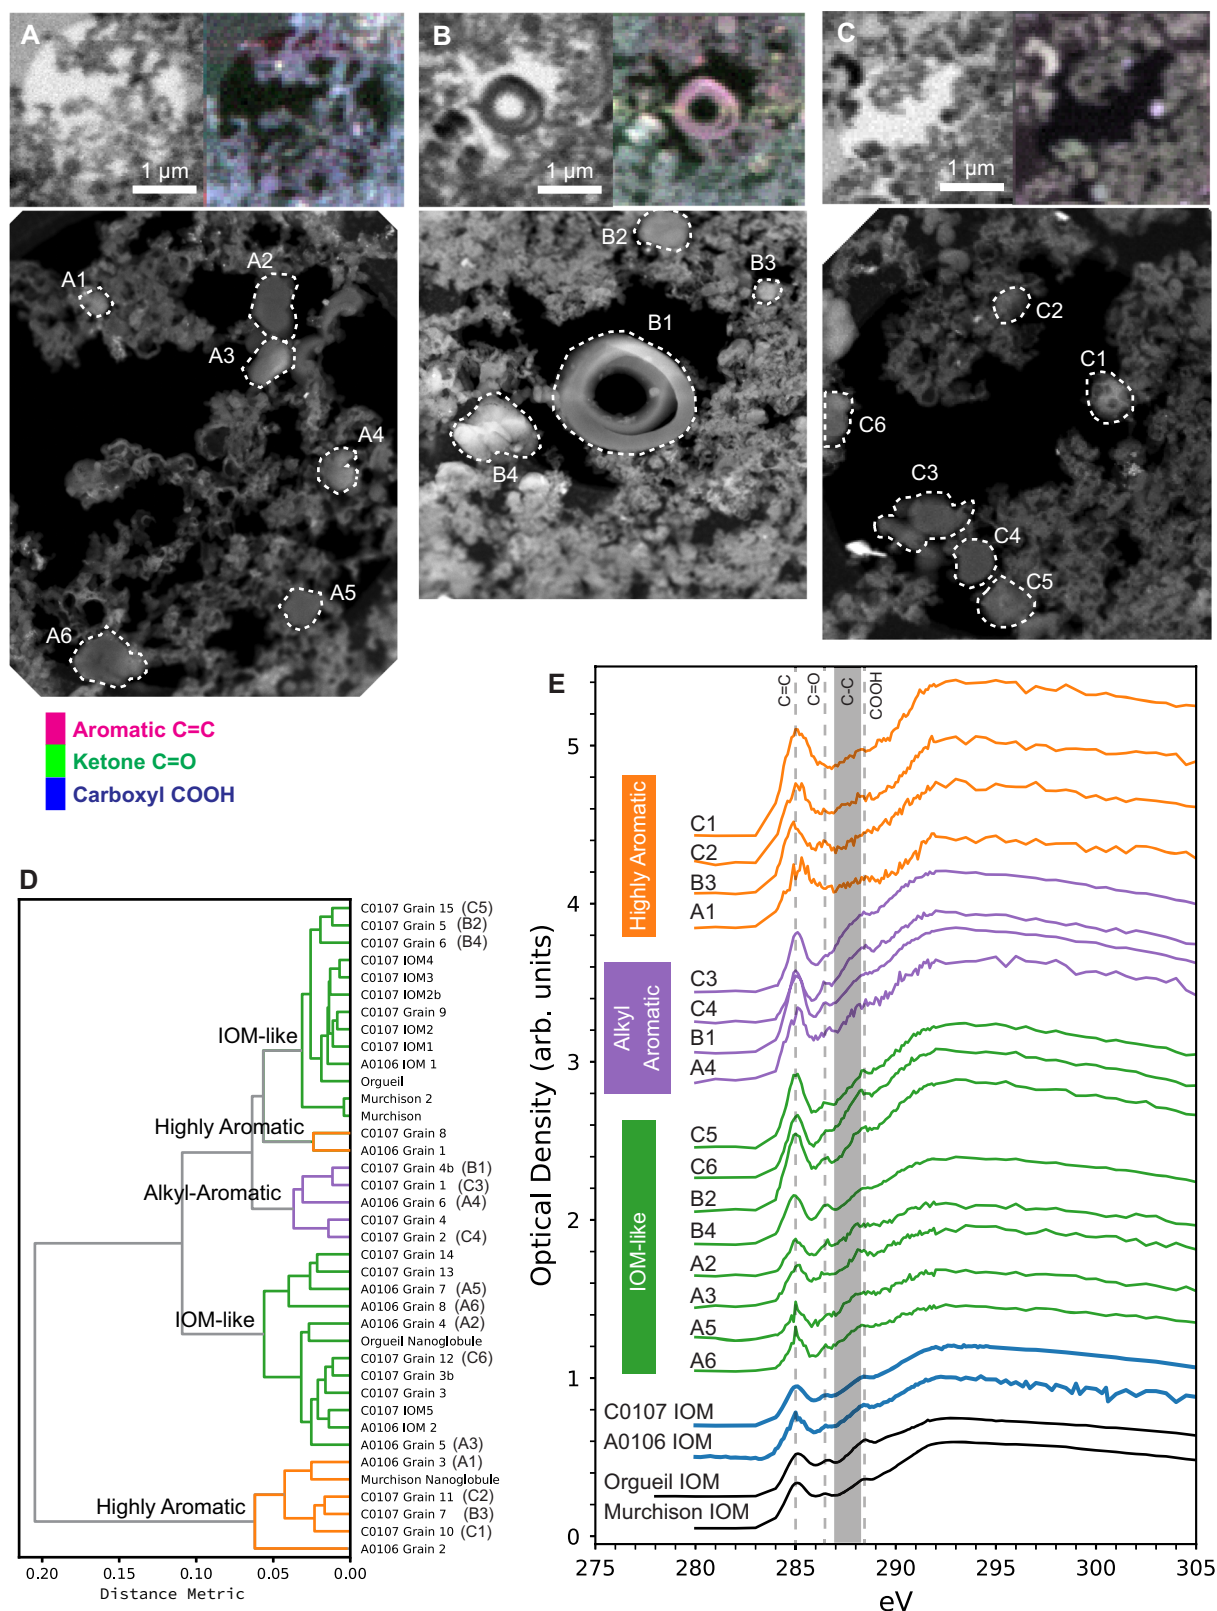 A
B
C
1 µm
1 µm
1 µm
A1
A2
A3
A4
A5
A6
B2
B3
B1
B4
C2
C1
C6
C3
C4
C5
Aromatic C=C
Ketone C=O
Carboxyl COOH
D
C0107 Grain 15 (C5)
C0107 Grain 5 (B2)
C0107 Grain 6 (B4)
C0107 IOM4
C0107 IOM3
C0107 IOM2b
C0107 Grain 9
C0107 IOM2
C0107 IOM1
A0106 IOM 1
Orgueil
Murchison 2
Murchison
C0107 Grain 8
A0106 Grain 1
C0107 Grain 4b (B1)
C0107 Grain 1 (C3)
A0106 Grain 6 (A4)
C0107 Grain 4
C0107 Grain 2 (C4)
C0107 Grain 14
C0107 Grain 13
A0106 Grain 7 (A5)
A0106 Grain 8 (A6)
A0106 Grain 4 (A2)
Orgueil Nanoglobule
C0107 Grain 12 (C6)
C0107 Grain 3b
C0107 Grain 3
C0107 IOM5
A0106 IOM 2
A0106 Grain 5 (A3)
A0106 Grain 3 (A1)
Murchison Nanoglobule
C0107 Grain 11 (C2)
C0107 Grain 7 (B3)
C0107 Grain 10 (C1)
A0106 Grain 2
IOM-like
Highly Aromatic
Alkyl-Aromatic
IOM-like
Highly Aromatic
0.20 0.15 0.10 0.05 0.00
Distance Metric
E
C=C
C=O
C-C
COOH
Highly Aromatic
Alkyl
Aromatic
IOM-like
C1
C2
B3
A1
C3
C4
B1
A4
C5
C6
B2
B4
A2
A3
A5
A6
C0107 IOM
A0106 IOM
Orgueil IOM
Murchison IOM
Optical Density (arb. units)
5
4
3
2
1
0
275 280 285 290 295 300 305
eV